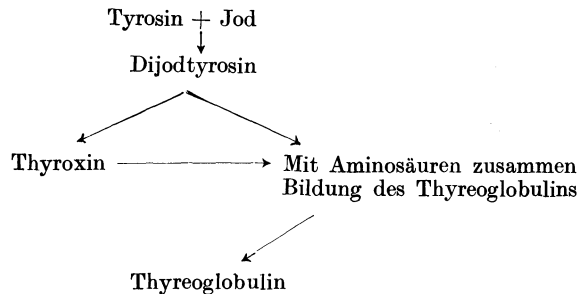 Tyrosin + Jod
Dijodtyrosin
Thyroxin
Mit Aminosäuren zusammen
Bildung des Thyreoglobulins
Thyreoglobulin